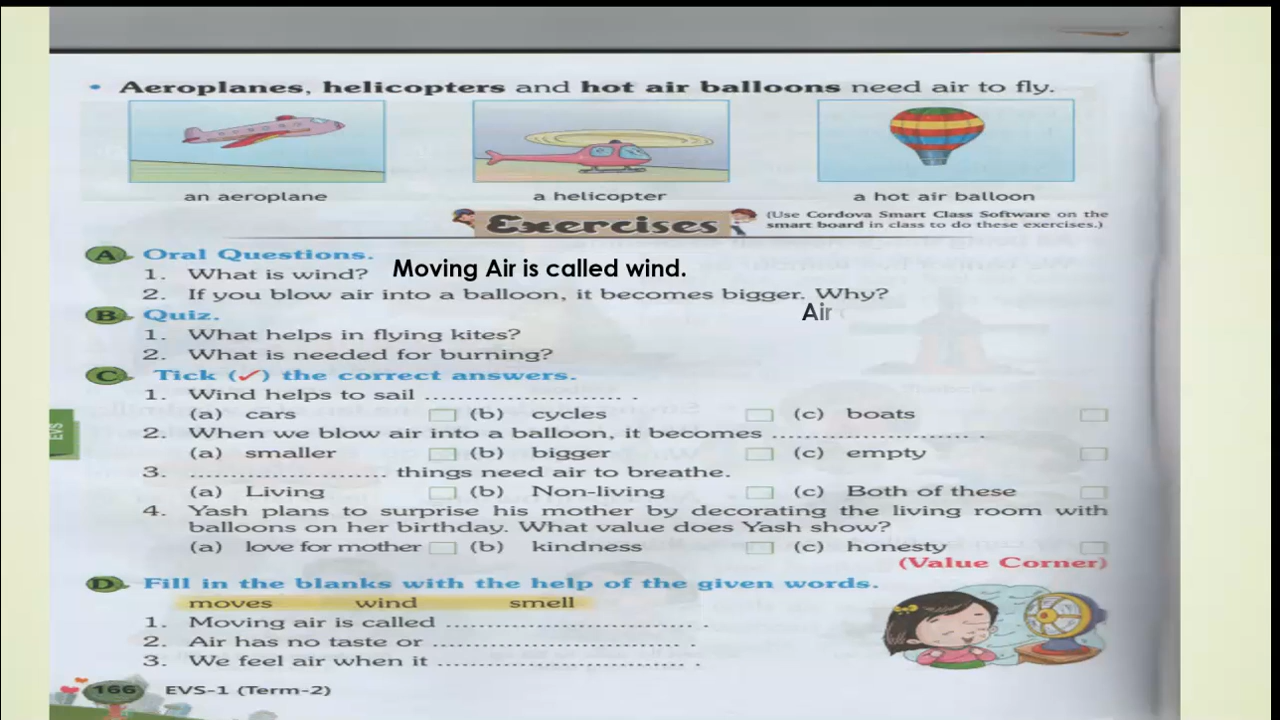 • Aeroplanes, helicopters and hot air balloons need air to fly.
an aeroplane a helicopter a hot air balloon
Exercises
(Use Cordova Smart Class Software on the
smart board in class to do these exercises.)
A Oral Questions.
1. What is wind? Moving Air is called wind.
2. If you blow air into a balloon, it becomes bigger. Why?
Air
B Quiz.
1. What helps in flying kites?
2. What is needed for burning?
C Tick (✓) the correct answers.
1. Wind helps to sail ........................... .
(a) cars (b) cycles (c) boats
2. When we blow air into a balloon, it becomes ........................... .
(a) smaller (b) bigger (c) empty
3. ........................... things need air to breathe.
(a) Living (b) Non-living (c) Both of these
4. Yash plans to surprise his mother by decorating the living room with
balloons on her birthday. What value does Yash show?
(a) love for mother (b) kindness (c) honesty
(Value Corner)
D Fill in the blanks with the help of the given words.
moves wind smell
1. Moving air is called ........................... .
2. Air has no taste or ........................... .
3. We feel air when it ........................... .
166 EVS-1 (Term-2)
EVS